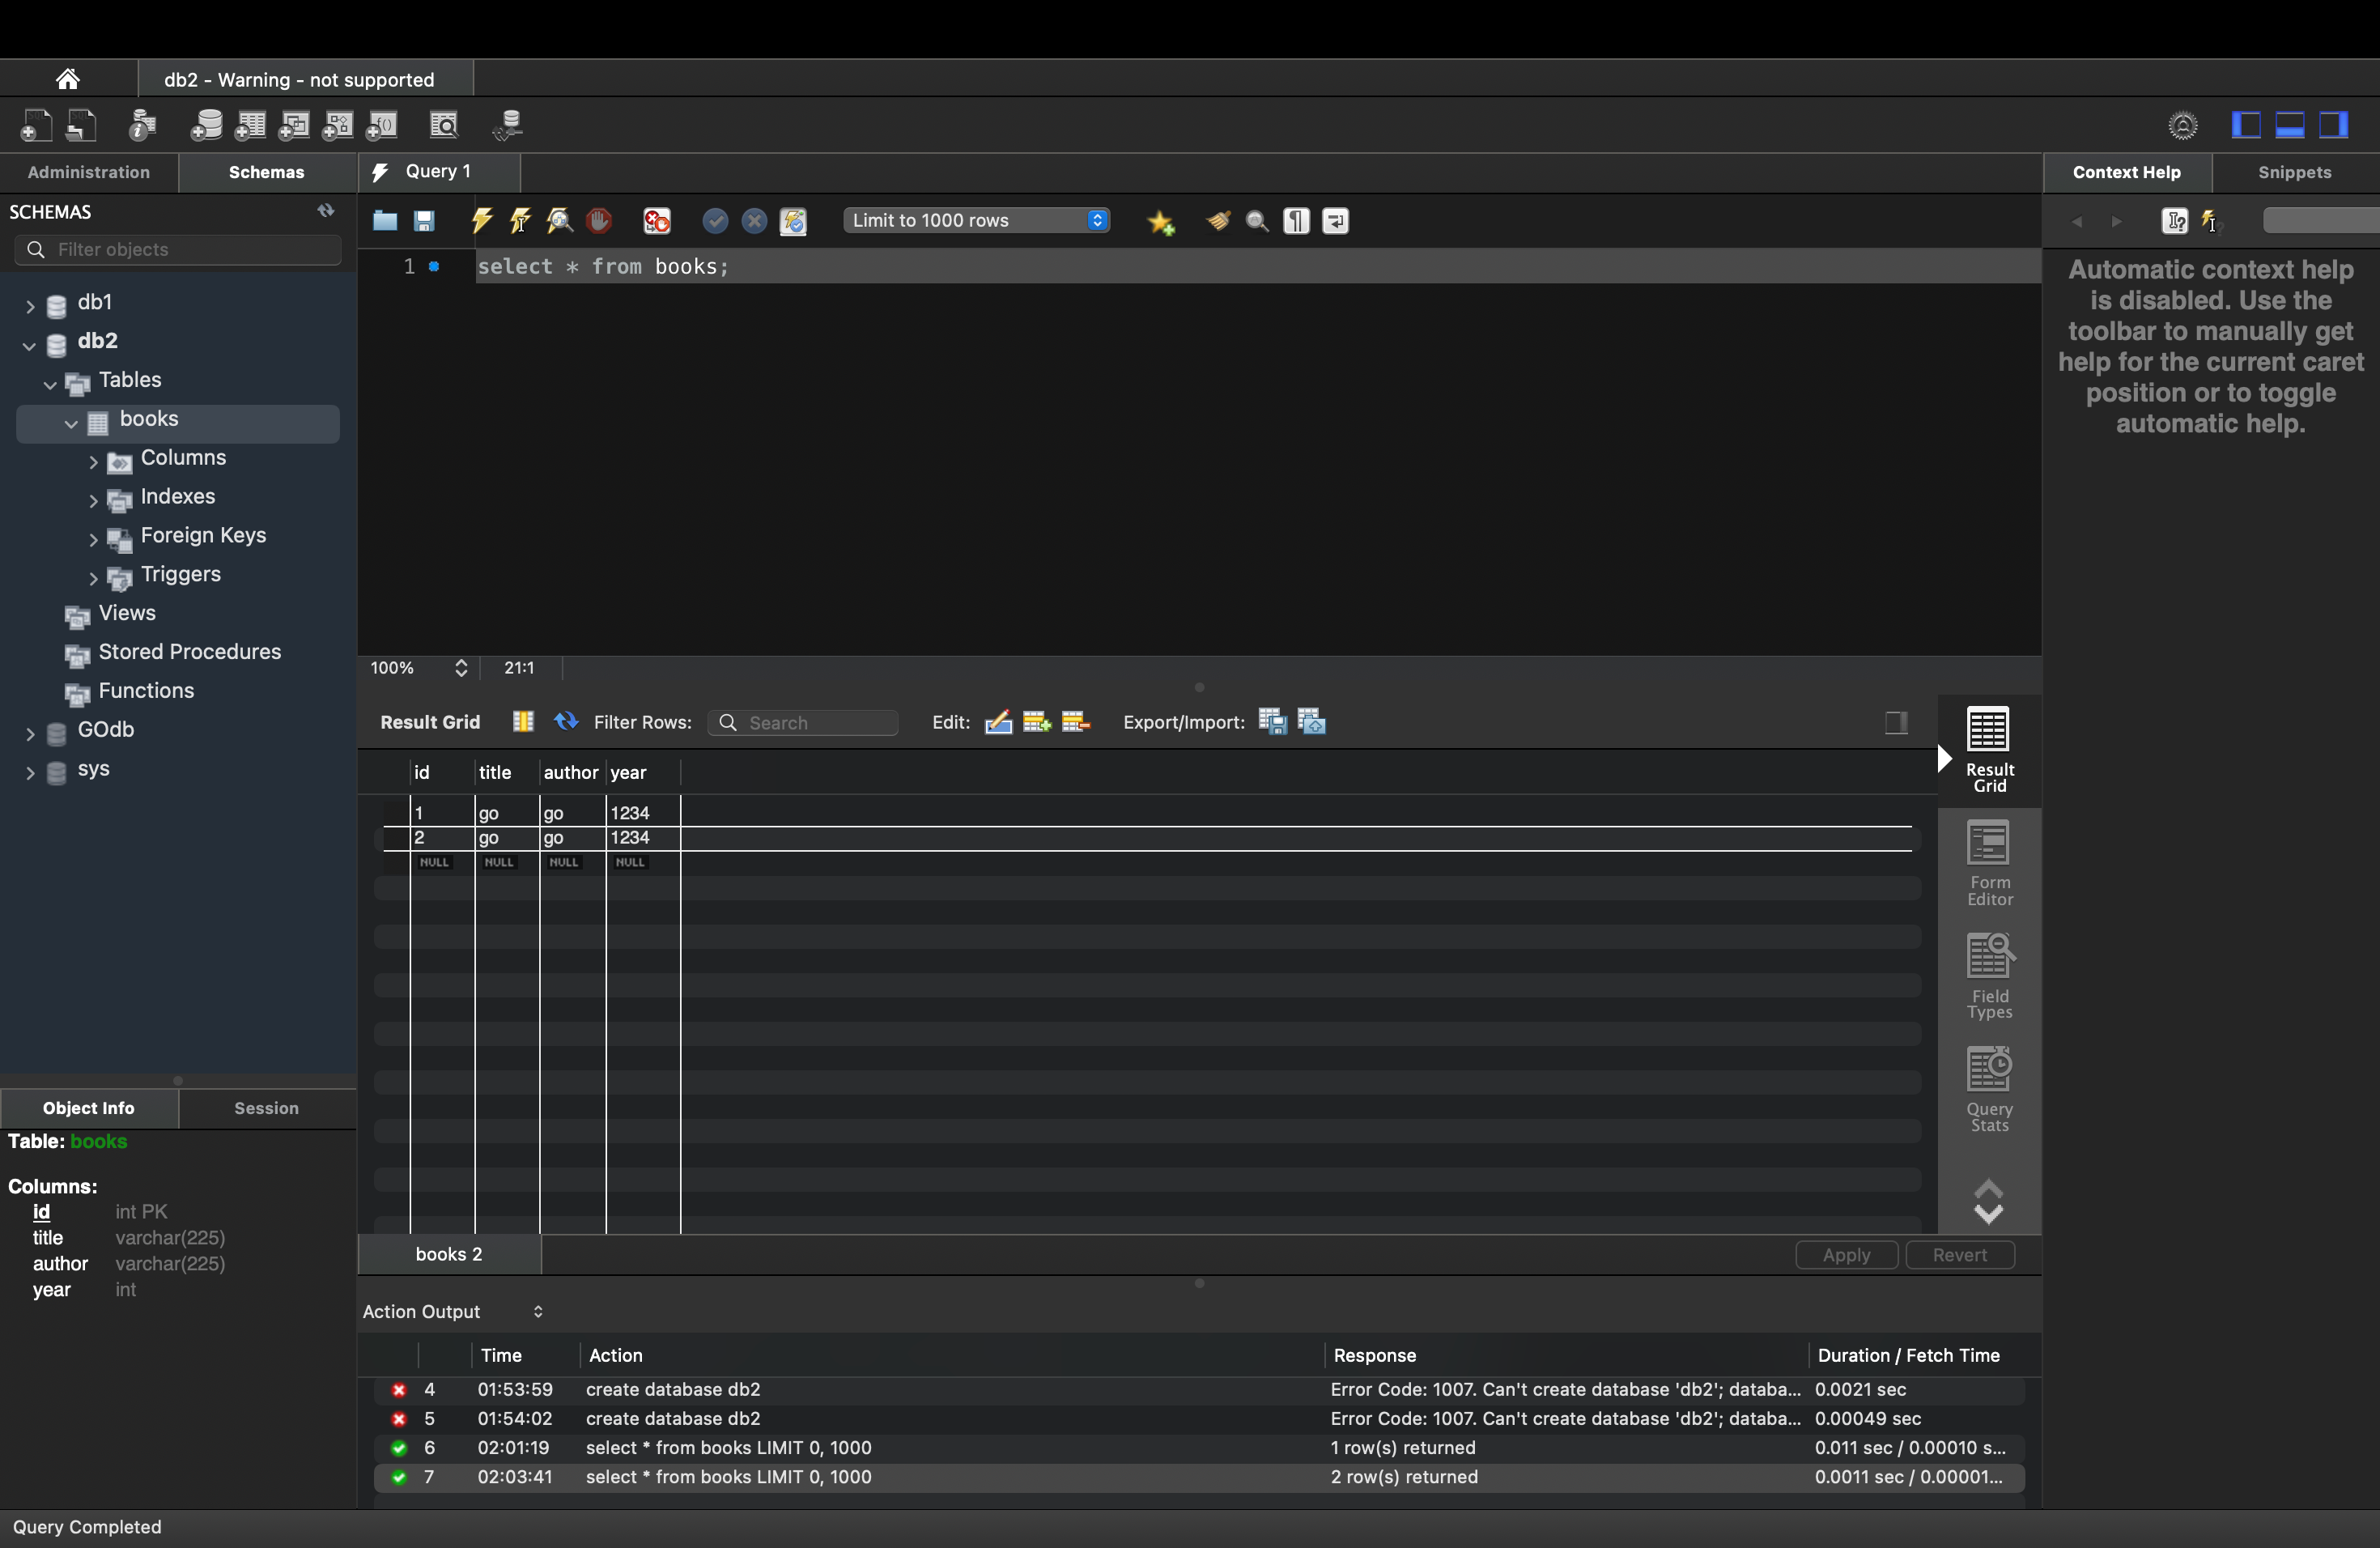 db2 - Warning - not supported
Administration
Schemas
Query 1
Context Help
Snippets
SCHEMAS
Filter objects
Limit to 1000 rows
1
select * from books;
Automatic context help
is disabled. Use the
toolbar to manually get
help for the current caret
position or to toggle
automatic help.
db1
db2
Tables
books
Columns
Indexes
Foreign Keys
Triggers
Views
Stored Procedures
Functions
GOdb
sys
100%
21:1
Result Grid
Filter Rows:
Search
Edit:
Export/Import:
id title author year
1 go go 1234
2 go go 1234
NULL NULL NULL NULL
Result
Grid
Form
Editor
Field
Types
Query
Stats
Object Info
Session
Table: books
Columns:
id int PK
title varchar(225)
author varchar(225)
year int
books 2
Apply
Revert
Action Output
Time Action Response Duration / Fetch Time
4 01:53:59 create database db2 Error Code: 1007. Can't create database 'db2'; databa... 0.0021 sec
5 01:54:02 create database db2 Error Code: 1007. Can't create database 'db2'; databa... 0.00049 sec
6 02:01:19 select * from books LIMIT 0, 1000 1 row(s) returned 0.011 sec / 0.00010 s...
7 02:03:41 select * from books LIMIT 0, 1000 2 row(s) returned 0.0011 sec / 0.00001...
Query Completed